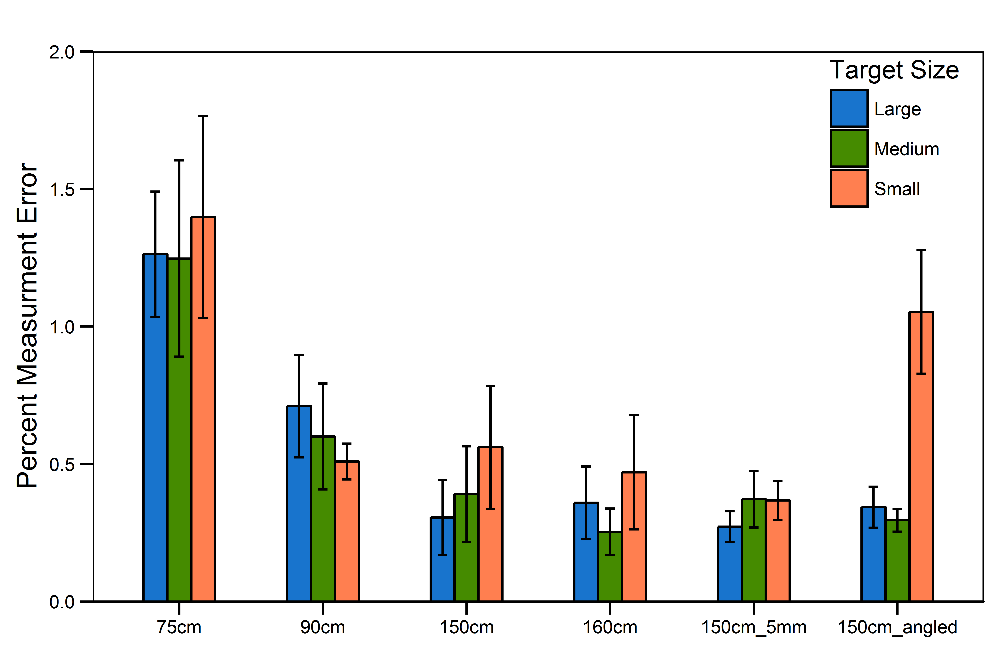 Percent Measurment Error
2.0
1.5
1.0
0.5
0.0
Target Size
Large
Medium
Small
75cm 90cm 150cm 160cm 150cm_5mm 150cm_angled